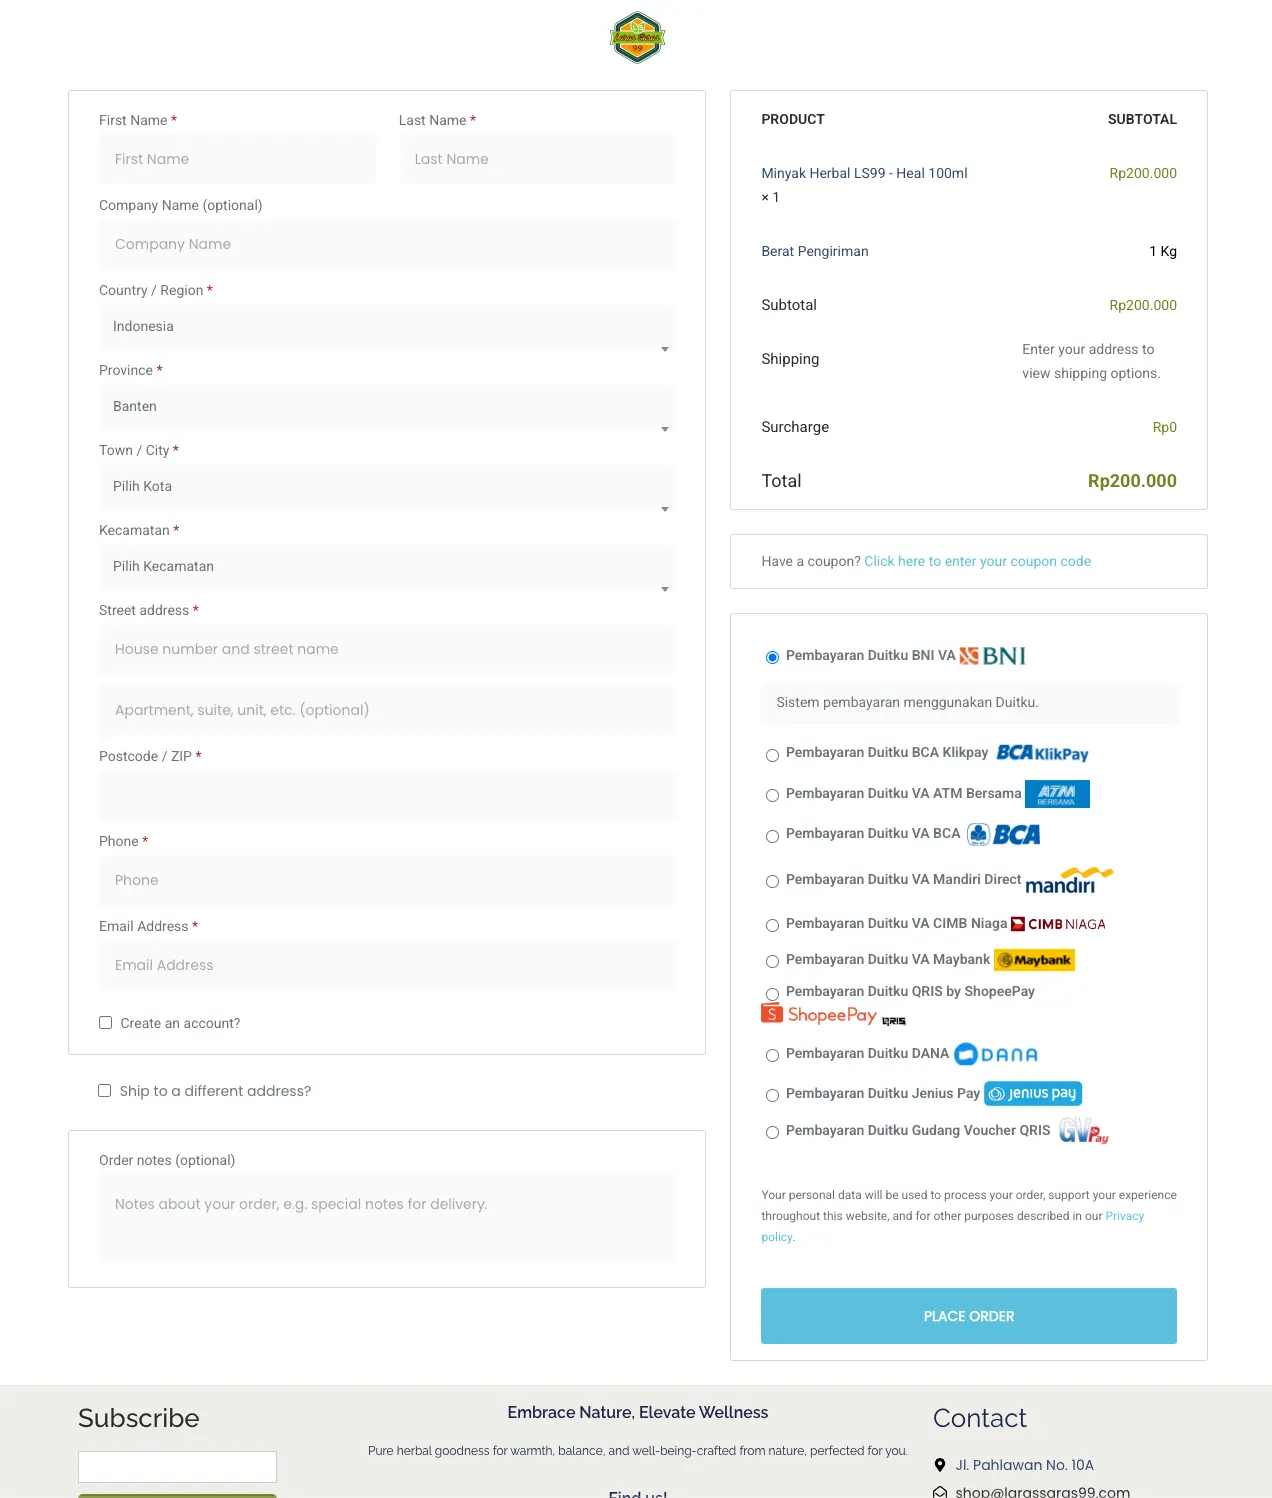 99
First Name *
Last Name *
First Name
Last Name
Company Name (optional)
Company Name
Country / Region *
Indonesia
Province *
Banten
Town / City *
Pilih Kota
Kecamatan *
Pilih Kecamatan
Street address *
House number and street name
Apartment, suite, unit, etc. (optional)
Postcode / ZIP *
Phone *
Phone
Email Address *
Email Address
Create an account?
Ship to a different address?
Order notes (optional)
Notes about your order, e.g. special notes for delivery.
PRODUCT SUBTOTAL
Minyak Herbal LS99 - Heal 100ml Rp200.000
× 1
Berat Pengiriman 1 Kg
Subtotal Rp200.000
Shipping
Enter your address to
view shipping options.
Surcharge Rp0
Total Rp200.000
Have a coupon? Click here to enter your coupon code
Pembayaran Duitku BNI VA BNI
Sistem pembayaran menggunakan Duitku.
Pembayaran Duitku BCA Klikpay BCA KlikPay
Pembayaran Duitku VA ATM Bersama ATM BERSAMA
Pembayaran Duitku VA BCA BCA
Pembayaran Duitku VA Mandiri Direct mandiri
Pembayaran Duitku VA CIMB Niaga CIMB NIAGA
Pembayaran Duitku VA Maybank Maybank
Pembayaran Duitku QRIS by ShopeePay
S ShopeePay QRIS
Pembayaran Duitku DANA DANA
Pembayaran Duitku Jenius Pay jenius pay
Pembayaran Duitku Gudang Voucher QRIS GV Pay
Your personal data will be used to process your order, support your experience
throughout this website, and for other purposes described in our Privacy
policy.
PLACE ORDER
Subscribe
Embrace Nature, Elevate Wellness
Pure herbal goodness for warmth, balance, and well-being-crafted from nature, perfected for you.
Find us!
Contact
Jl. Pahlawan No. 10A
shop@larassaras99.com